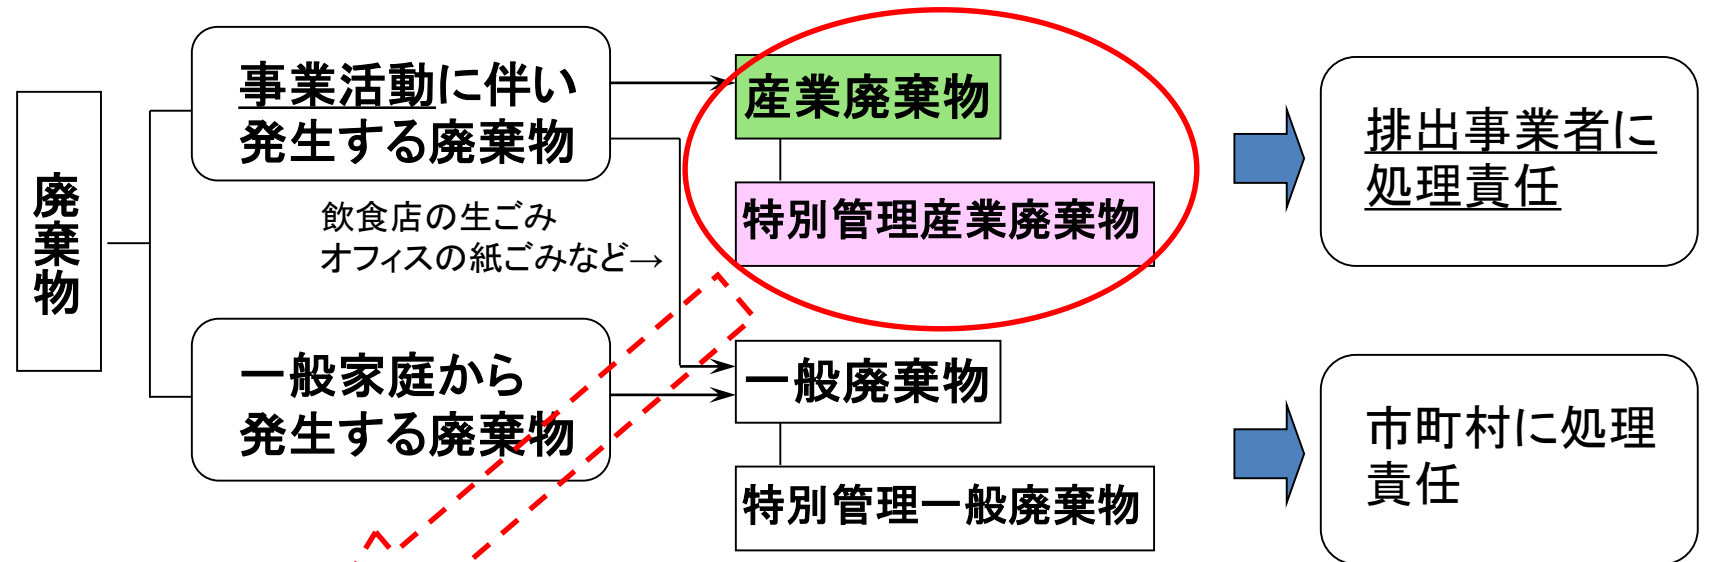 廃棄物
事業活動に伴い
発生する廃棄物
飲食店の生ごみ
オフィスの紙ごみなど→
一般家庭から
発生する廃棄物
産業廃棄物
特別管理産業廃棄物
一般廃棄物
特別管理一般廃棄物
排出事業者に
処理責任
市町村に処理
責任